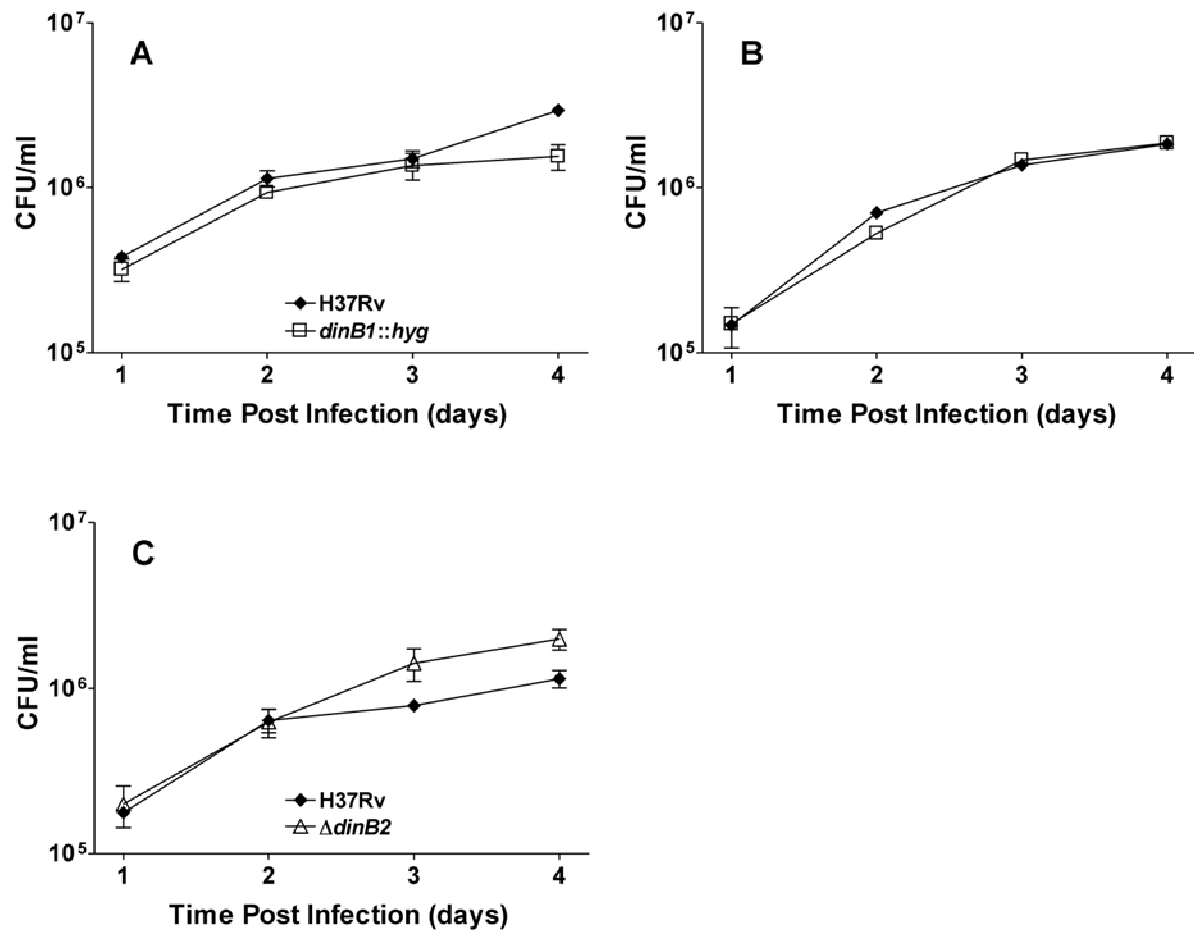 A
10⁷
10⁶
10⁵
CFU/ml
H37Rv
dinB1::hyg
1 2 3 4
Time Post Infection (days)
B
10⁷
10⁶
10⁵
CFU/ml
1 2 3 4
Time Post Infection (days)
C
10⁷
10⁶
10⁵
CFU/ml
H37Rv
ΔdinB2
1 2 3 4
Time Post Infection (days)